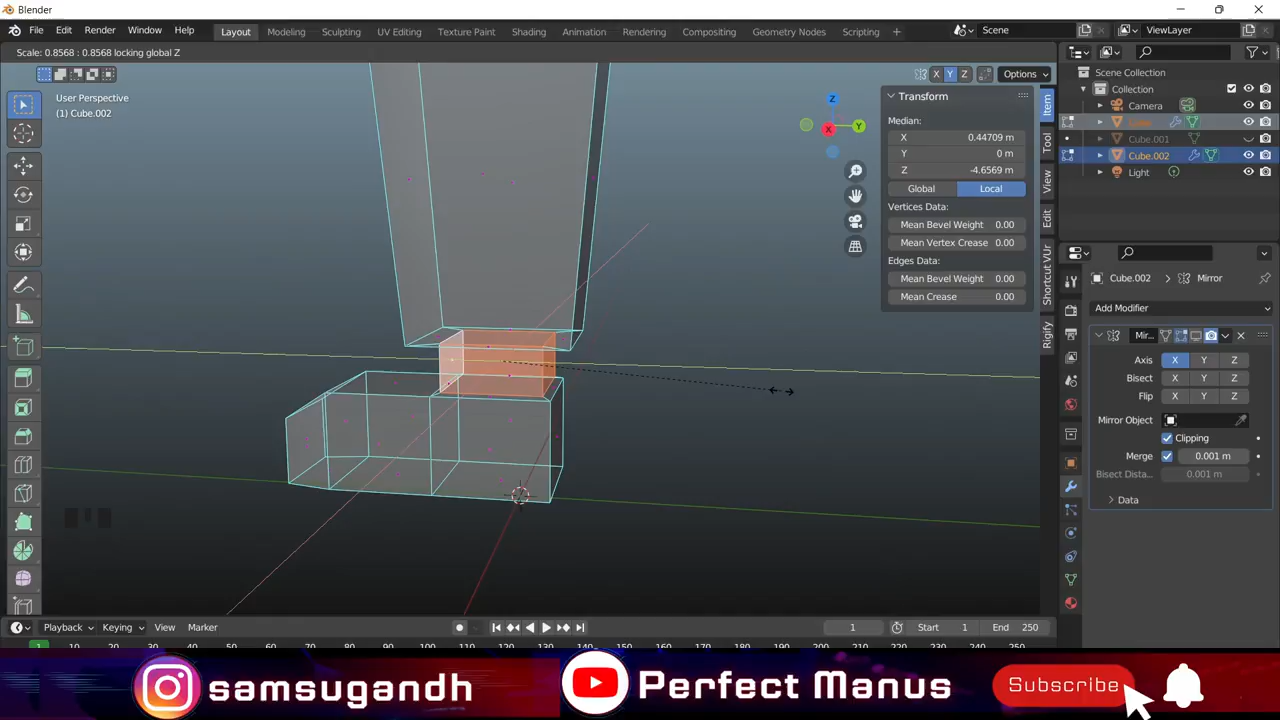 Blender
File Edit Render Window Help Layout Modeling Sculpting UV Editing Texture Paint Shading Animation Rendering Compositing Geometry Nodes Scripting + Scene ViewLayer
Scale: 0.8568 : 0.8568 locking global Z
X Y Z Options
User Perspective
(1) Cube.002
Z
Y
X
Transform
Median:
X 0.44709 m
Y 0 m
Z -4.6569 m
Global Local
Vertices Data:
Mean Bevel Weight 0.00
Mean Vertex Crease 0.00
Edges Data:
Mean Bevel Weight 0.00
Mean Crease 0.00
Item
Tool
View
Edit
Shortcut VUr
Rigify
Scene Collection
Collection
Camera
Cube.001
Cube.002
Light
Cube.002 > Mirror
Add Modifier
Mir...
Axis X Y Z
Bisect X Y Z
Flip X Y Z
Mirror Object
Clipping
Merge 0.001 m
Bisect Dista... 0.001 m
Data
Playback Keying View Marker 1 Start 1 End 250
1
samsugandh Perfect Manus Subscribe